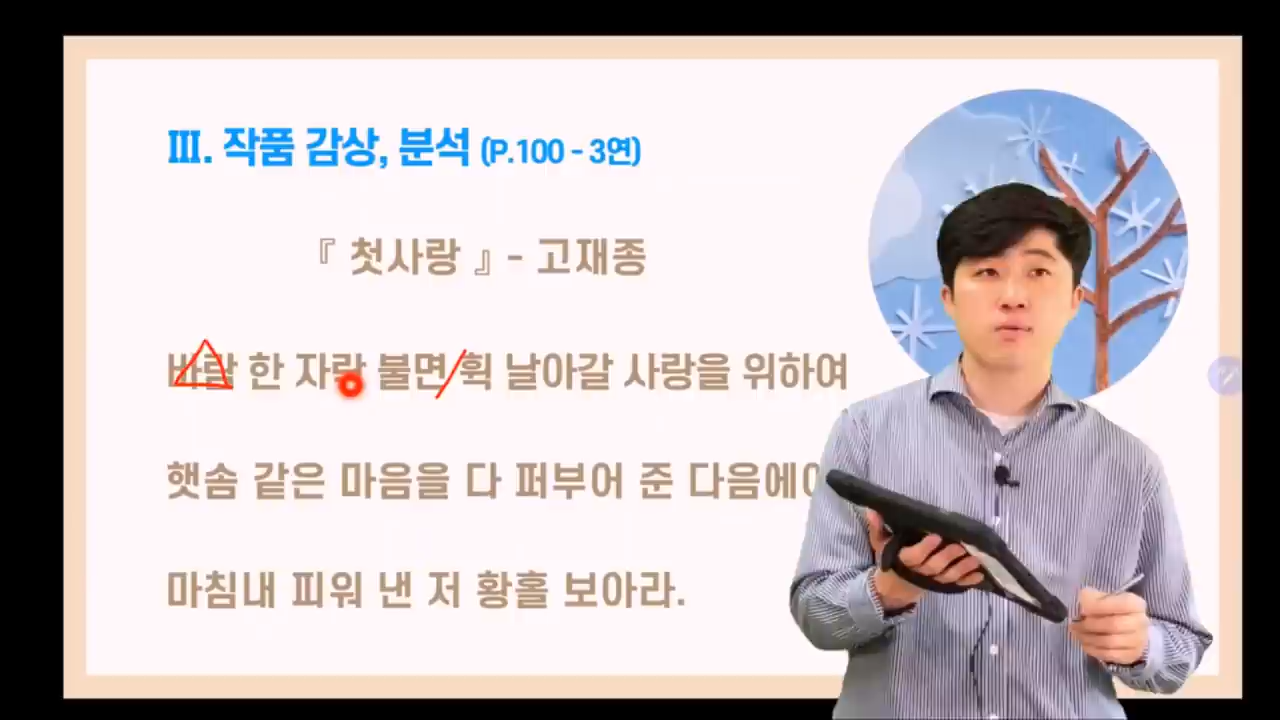 Ⅲ. 작품 감상, 분석 (P.100 - 3연)
『 첫사랑 』 - 고재종
바람 한 자락 불면 휙 날아갈 사랑을 위하여
햇솜 같은 마음을 다 퍼부어 준 다음에야
마침내 피워 낸 저 황홀 보아라.